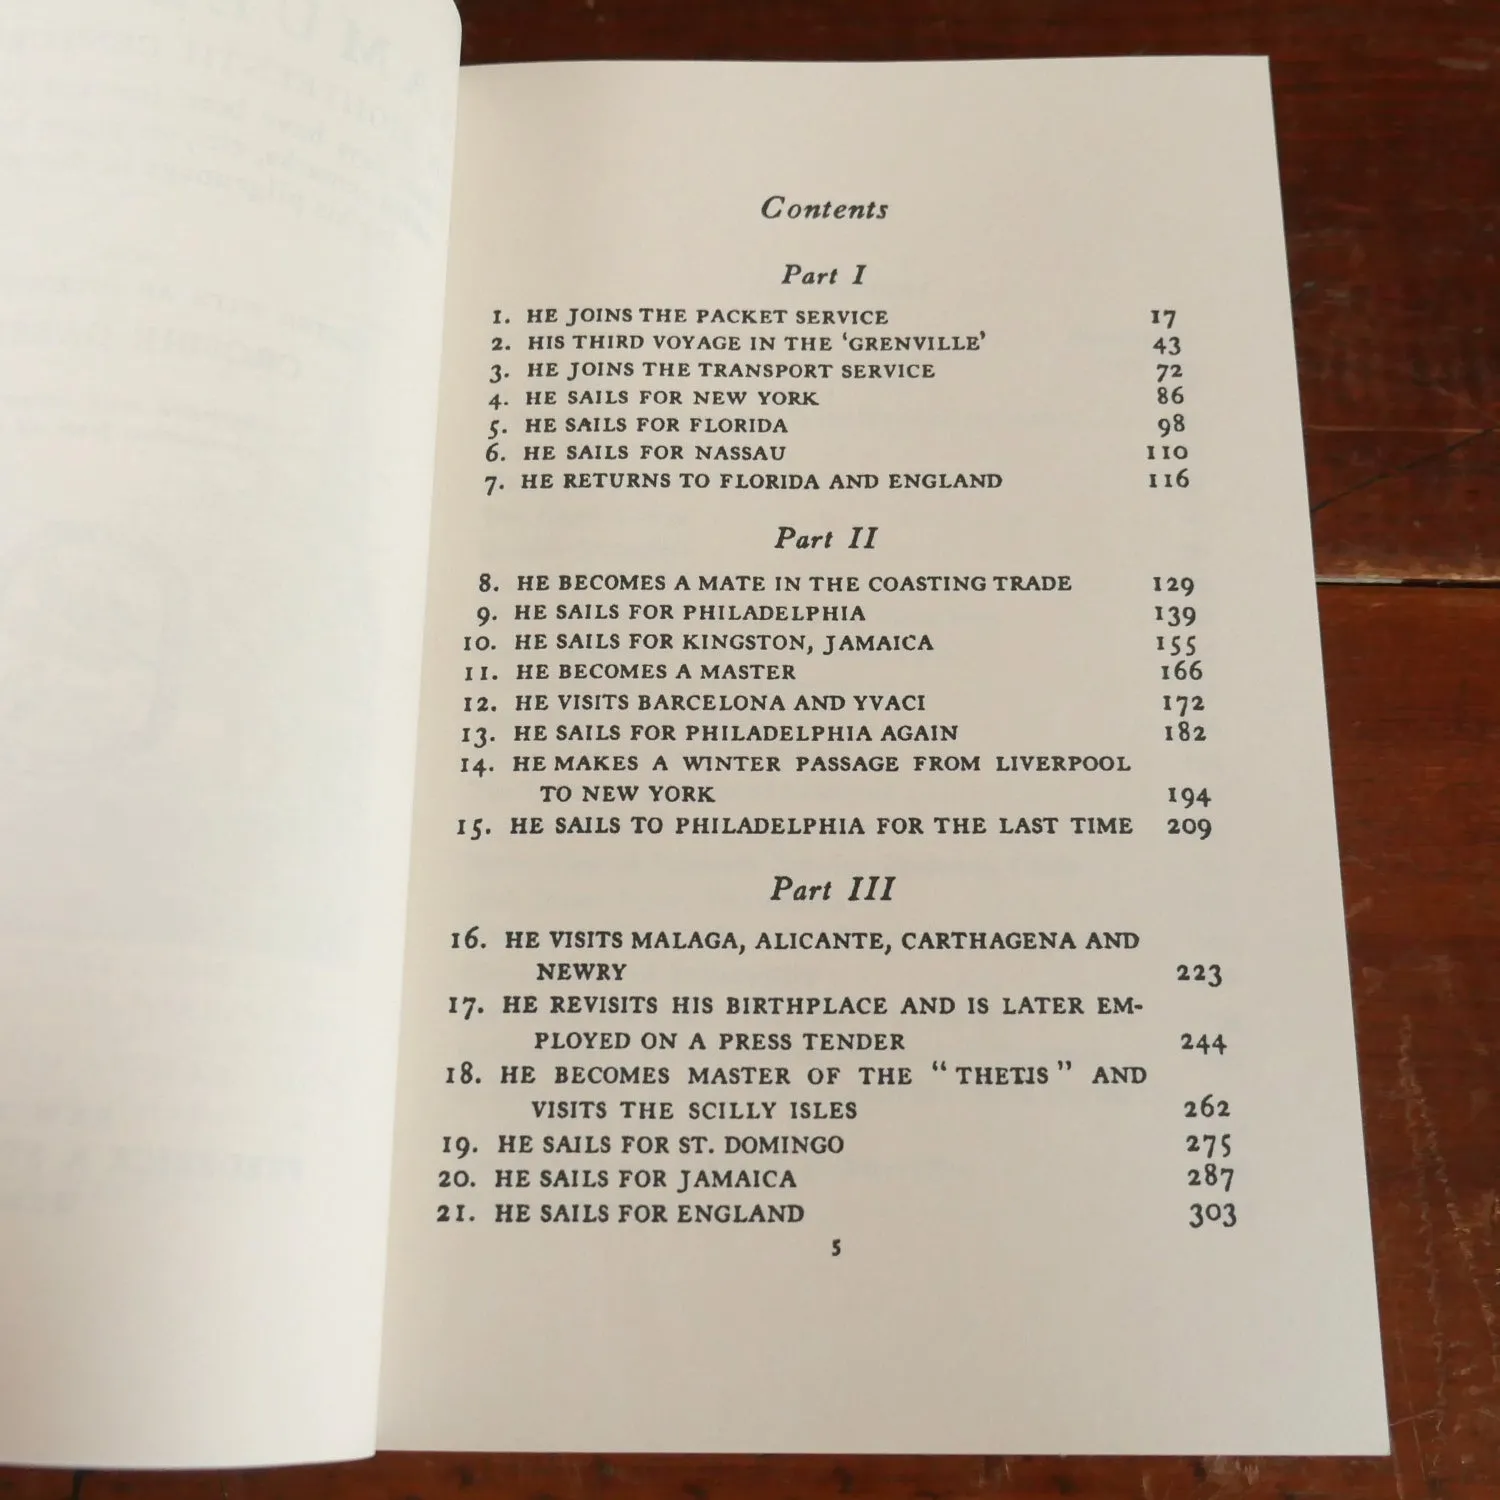 Contents
Part I
1. HE JOINS THE PACKET SERVICE 17
2. HIS THIRD VOYAGE IN THE ‘GRENVILLE’ 43
3. HE JOINS THE TRANSPORT SERVICE 72
4. HE SAILS FOR NEW YORK 86
5. HE SAILS FOR FLORIDA 98
6. HE SAILS FOR NASSAU 110
7. HE RETURNS TO FLORIDA AND ENGLAND 116
Part II
8. HE BECOMES A MATE IN THE COASTING TRADE 129
9. HE SAILS FOR PHILADELPHIA 139
10. HE SAILS FOR KINGSTON, JAMAICA 155
11. HE BECOMES A MASTER 166
12. HE VISITS BARCELONA AND YVACI 172
13. HE SAILS FOR PHILADELPHIA AGAIN 182
14. HE MAKES A WINTER PASSAGE FROM LIVERPOOL
TO NEW YORK 194
15. HE SAILS TO PHILADELPHIA FOR THE LAST TIME 209
Part III
16. HE VISITS MALAGA, ALICANTE, CARTHAGENA AND
NEWRY 223
17. HE REVISITS HIS BIRTHPLACE AND IS LATER EM-
PLOYED ON A PRESS TENDER 244
18. HE BECOMES MASTER OF THE “THETIS” AND
VISITS THE SCILLY ISLES 262
19. HE SAILS FOR ST. DOMINGO 275
20. HE SAILS FOR JAMAICA 287
21. HE SAILS FOR ENGLAND 303
5